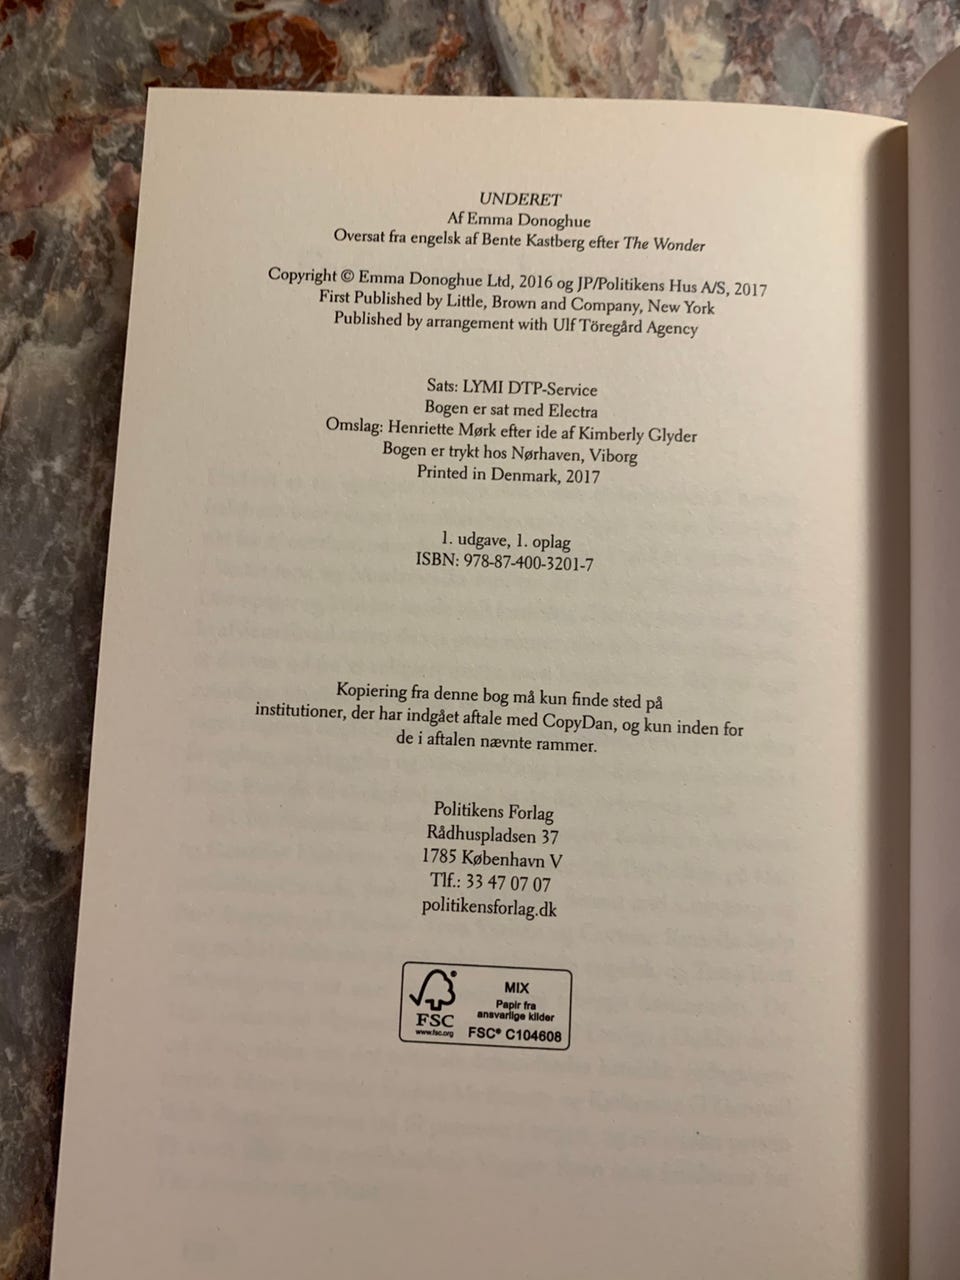 UNDERET
Af Emma Donoghue
Oversat fra engelsk af Bente Kastberg efter The Wonder
Copyright © Emma Donoghue Ltd, 2016 og JP/Politikens Hus A/S, 2017
First Published by Little, Brown and Company, New York
Published by arrangement with Ulf Töregård Agency
Sats: LYMI DTP-Service
Bogen er sat med Electra
Omslag: Henriette Mørk efter ide af Kimberly Glyder
Bogen er trykt hos Nørhaven, Viborg
Printed in Denmark, 2017
1. udgave, 1. oplag
ISBN: 978-87-400-3201-7
Kopiering fra denne bog må kun finde sted på
institutioner, der har indgået aftale med CopyDan, og kun inden for
de i aftalen nævnte rammer.
Politikens Forlag
Rådhuspladsen 37
1785 København V
Tlf.: 33 47 07 07
politikensforlag.dk
FSC
www.fsc.org
MIX
Papir fra
ansvarlige kilder
FSC® C104608